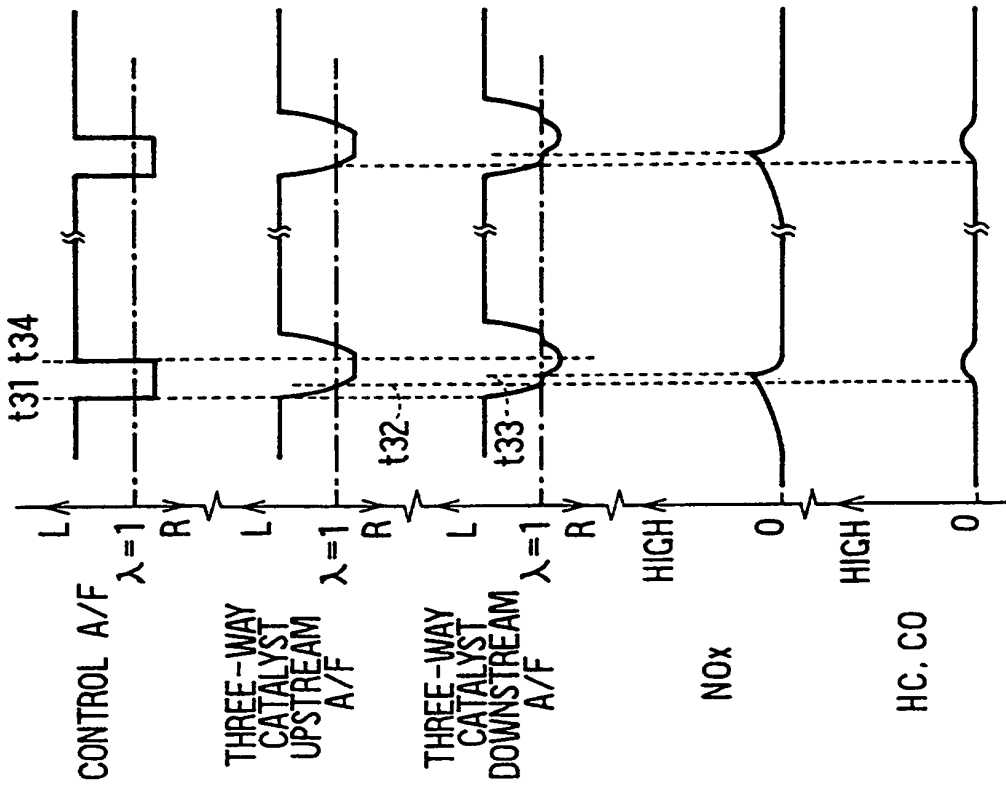 t31 t34
CONTROL A/F
L
λ=1
R
THREE-WAY
CATALYST
UPSTREAM
A/F
L
λ=1
R
t32
THREE-WAY
CATALYST
DOWNSTREAM
A/F
L
λ=1
R
t33
NOx
HIGH
0
HC, CO
HIGH
0